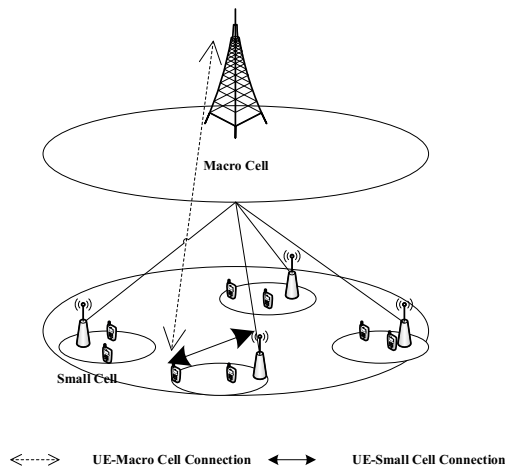 Macro Cell
Small Cell
UE-Macro Cell Connection
UE-Small Cell Connection